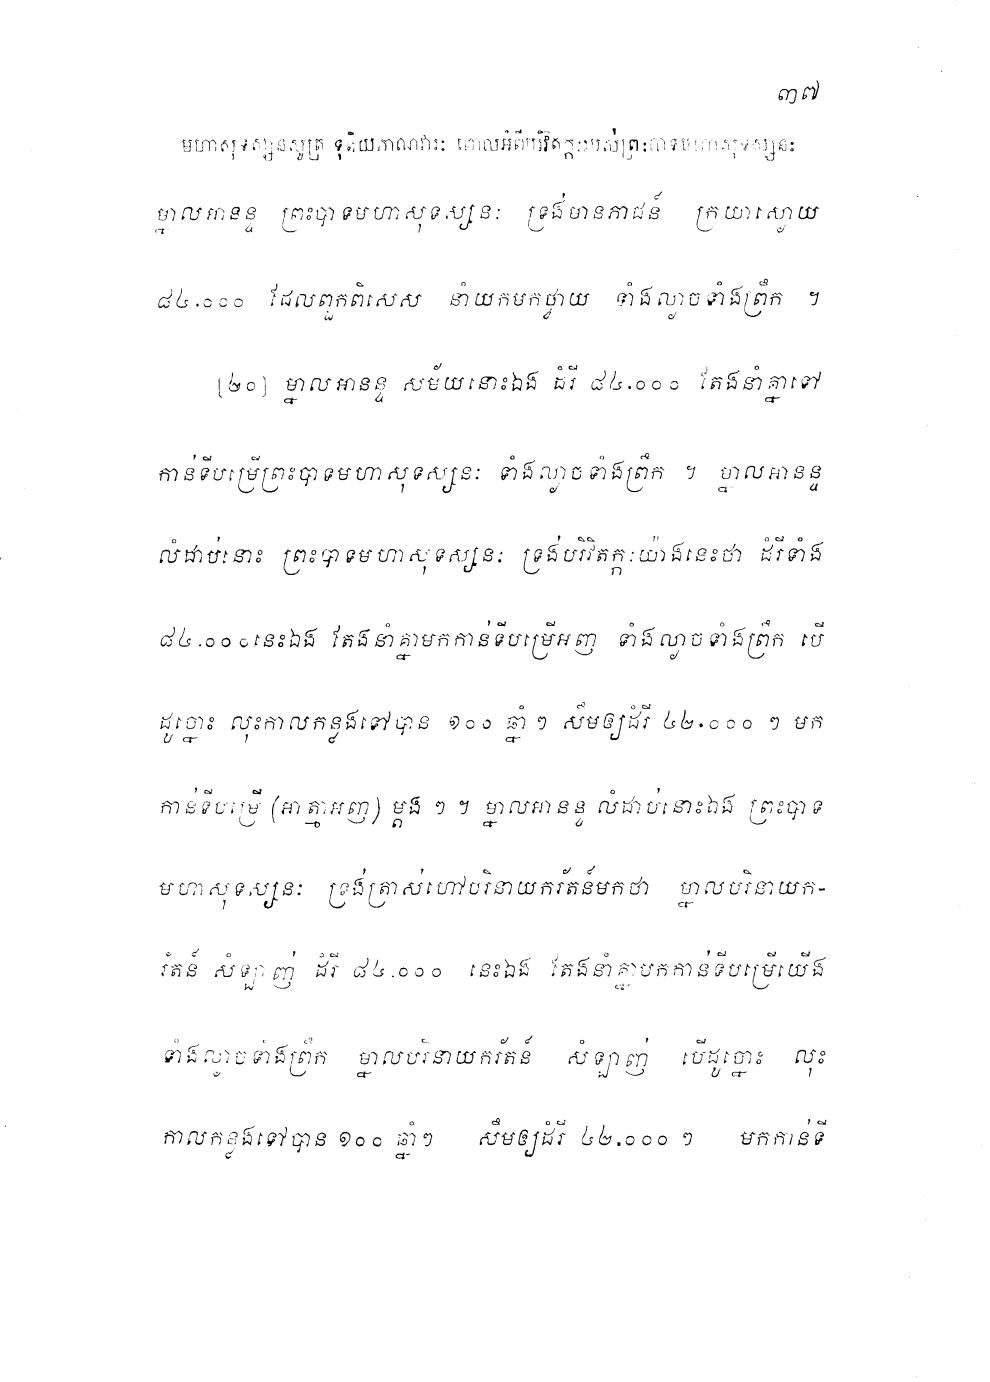 ៣៧
មហាសុទស្សនសូត្រ ទុតិយភាណវារៈ ពោលអំពីបរិវិតក្កៈរបស់ព្រះបាទមហាសុទស្សនៈ
ម្នាលអានន្ទ ព្រះបាទមហាសុទស្សនៈ ទ្រង់មានភាជន៍ ក្រយាស្ងោយ
៨៤.០០០ ដែលពួកពិសេស នាំយកមកថ្វាយ ទាំងល្ងាចទាំងព្រឹក ។
[២០] ម្នាលអានន្ទ សម័យនោះឯង ដំរី ៨៤.០០០ តែងនាំគ្នាទៅ
កាន់ទីបម្រើព្រះបាទមហាសុទស្សនៈ ទាំងល្ងាចទាំងព្រឹក ។ ម្នាលអានន្ទ
លំដាប់នោះ ព្រះបាទមហាសុទស្សនៈ ទ្រង់បរិវិតក្កៈយ៉ាងនេះថា ដំរីទាំង
៨៤.០០០នេះឯង តែងនាំគ្នាមកកាន់ទីបម្រើអញ ទាំងល្ងាចទាំងព្រឹក បើ
ដូច្នោះ លុះកាលកន្លងទៅបាន ១០០ ឆ្នាំ ៗ សឹមឲ្យដំរី ៤២.០០០ ៗ មក
កាន់ទីបម្រើ (អាត្មាអញ) ម្តង ៗ ។ ម្នាលអានន្ទ លំដាប់នោះឯង ព្រះបាទ
មហាសុទស្សនៈ ទ្រង់ត្រាស់ហៅបរិនាយករ័តន៍មកថា ម្នាលបរិនាយក-
រ័តន៍ សំឡាញ់ ដំរី ៨៤.០០០ នេះឯង តែងនាំគ្នាមកកាន់ទីបម្រើយើង
ទាំងល្ងាចទាំងព្រឹក ម្នាលបរិនាយករ័តន៍ សំឡាញ់ បើដូច្នោះ លុះ
កាលកន្លងទៅបាន ១០០ ឆ្នាំៗ សឹមឲ្យដំរី ៤២.០០០ ៗ មកកាន់ទី